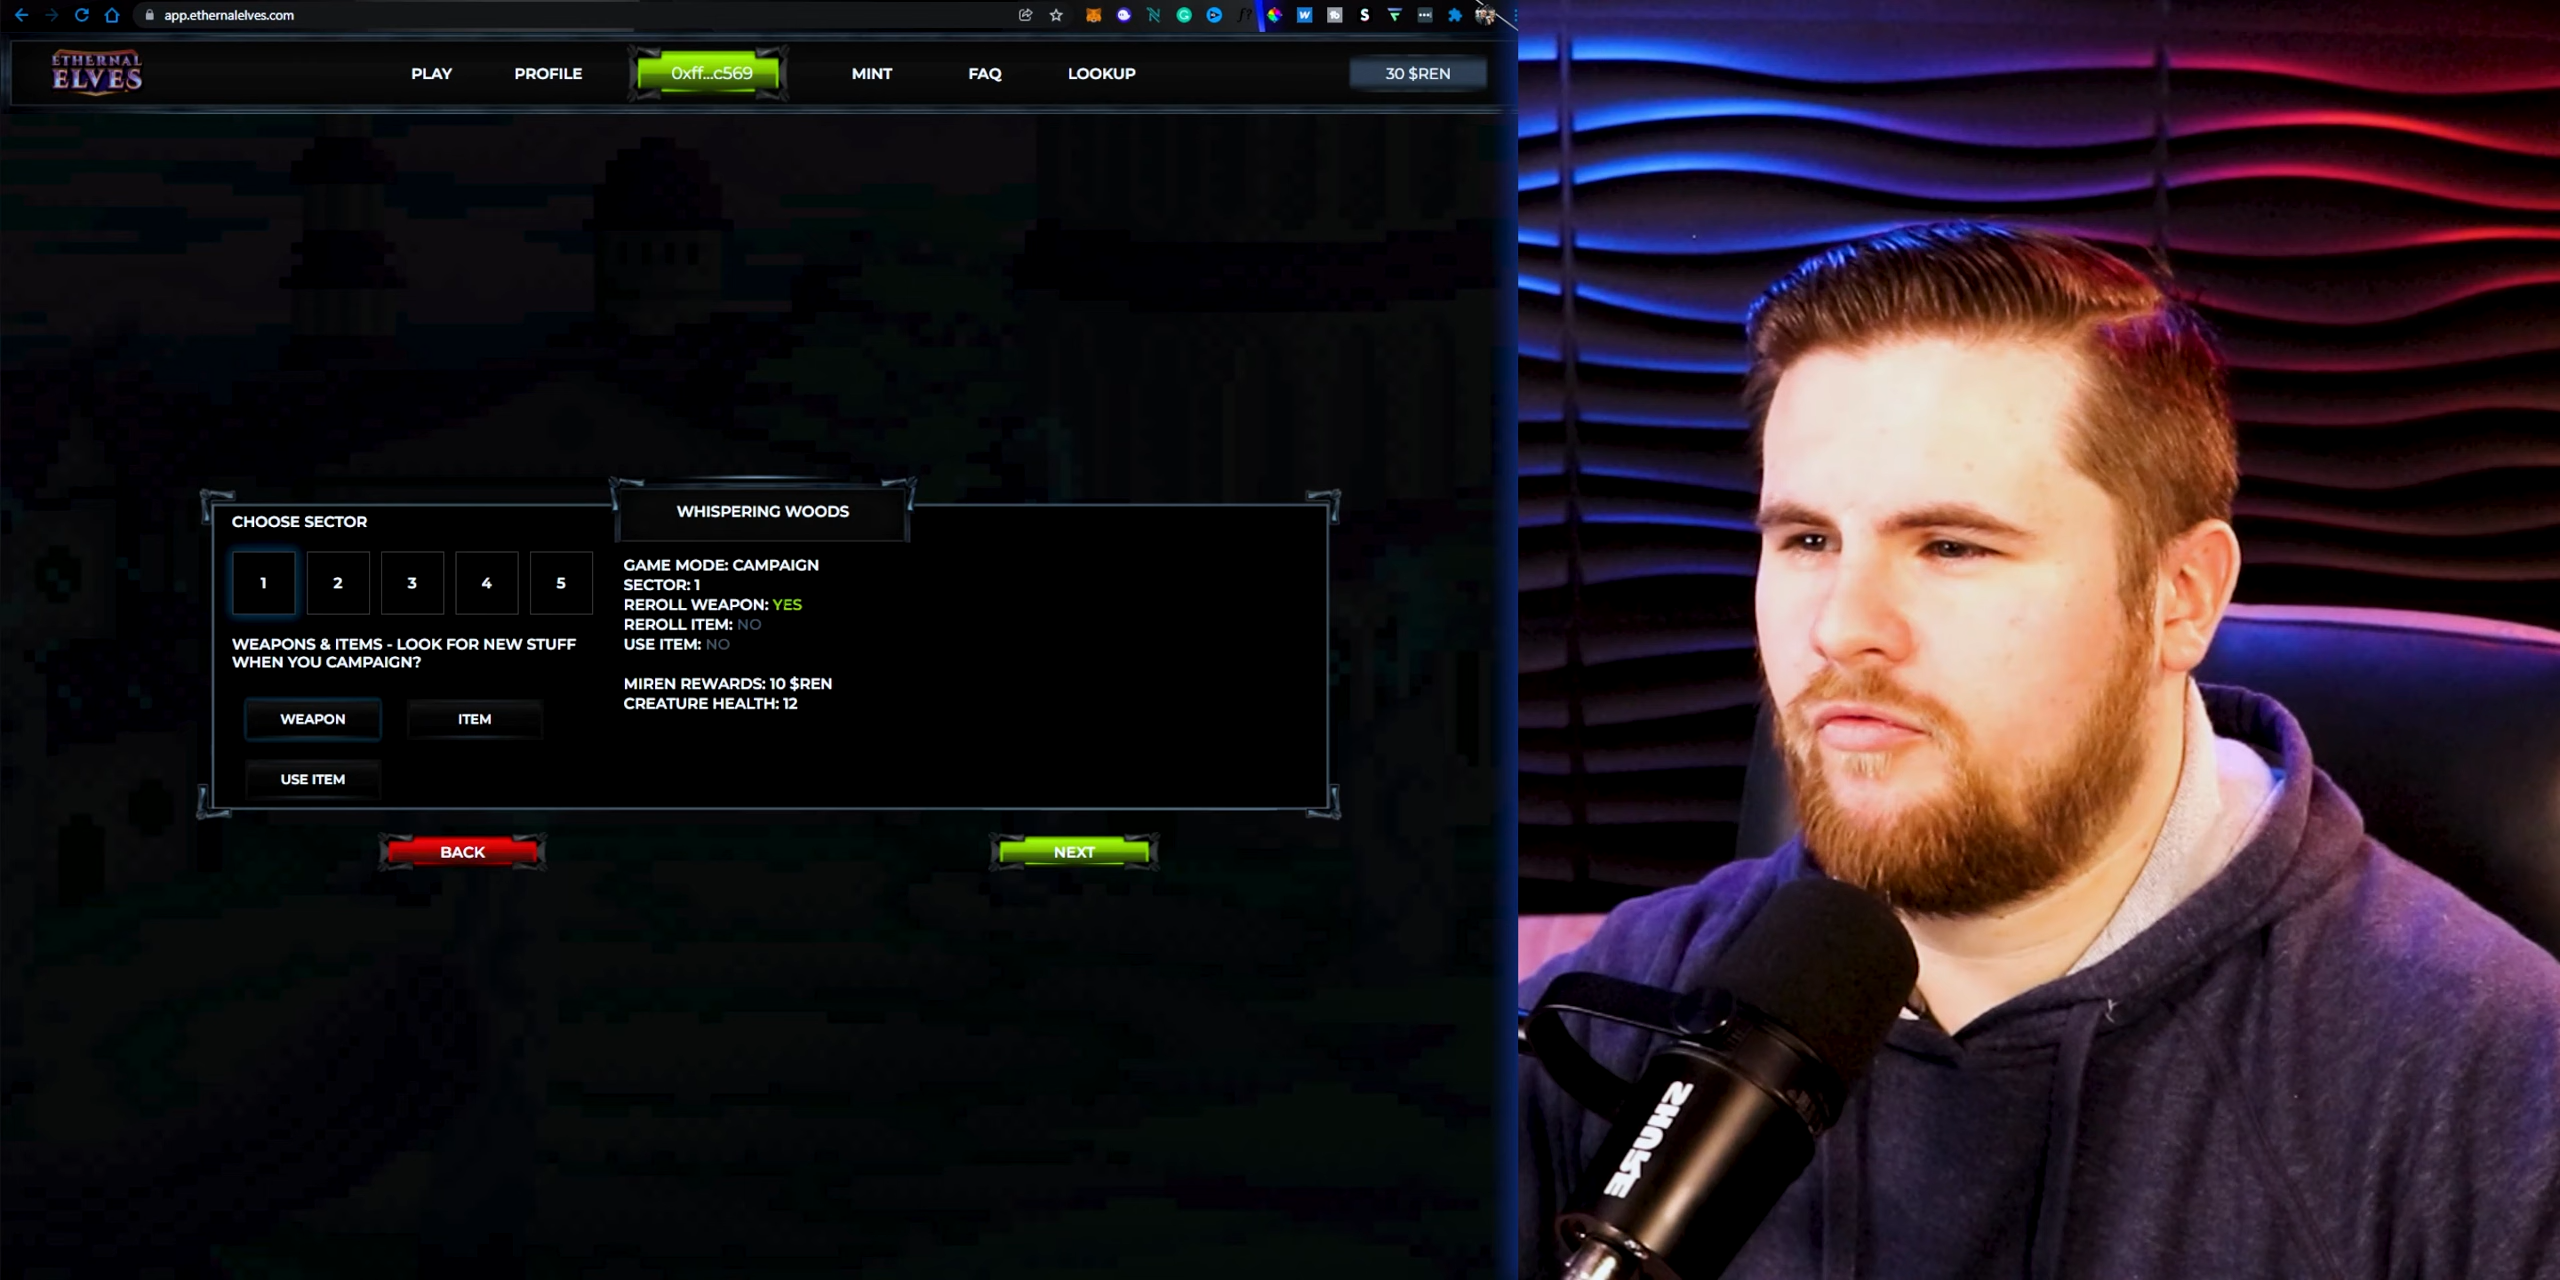 app.ethernalelves.com
ETHERNAL
ELVES
PLAY
PROFILE
0xff...c569
MINT
FAQ
LOOKUP
30 $REN
WHISPERING WOODS
CHOOSE SECTOR
1
2
3
4
5
WEAPONS & ITEMS - LOOK FOR NEW STUFF
WHEN YOU CAMPAIGN?
WEAPON
ITEM
USE ITEM
GAME MODE: CAMPAIGN
SECTOR: 1
REROLL WEAPON: YES
REROLL ITEM: NO
USE ITEM: NO
MIREN REWARDS: 10 $REN
CREATURE HEALTH: 12
BACK
NEXT
SHURE